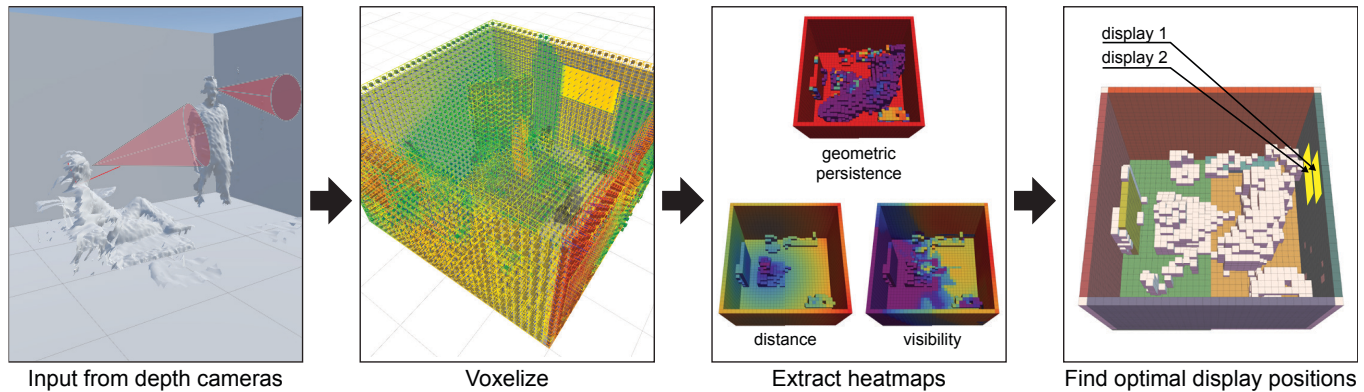 display 1
display 2
geometric
persistence
distance
visibility
Input from depth cameras
Voxelize
Extract heatmaps
Find optimal display positions